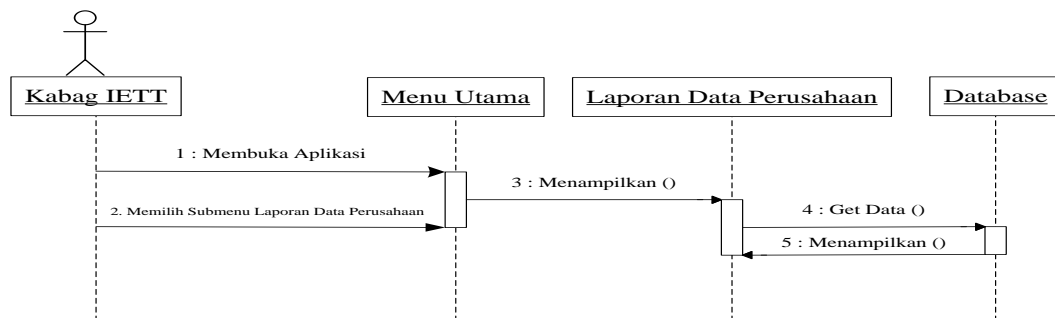 Kabag IETT
Menu Utama
Laporan Data Perusahaan
Database
1 : Membuka Aplikasi
3 : Menampilkan ()
2. Memilih Submenu Laporan Data Perusahaan
4 : Get Data ()
5 : Menampilkan ()